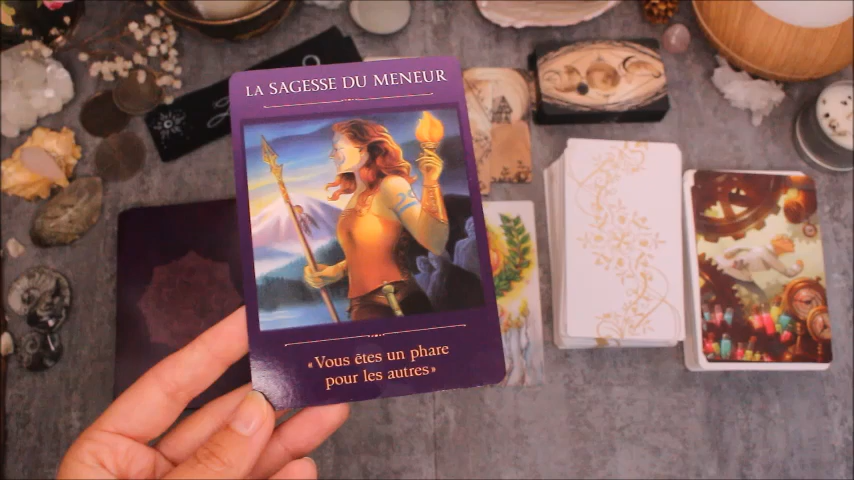 LA SAGESSE DU MENEUR
«Vous êtes un phare
pour les autres»